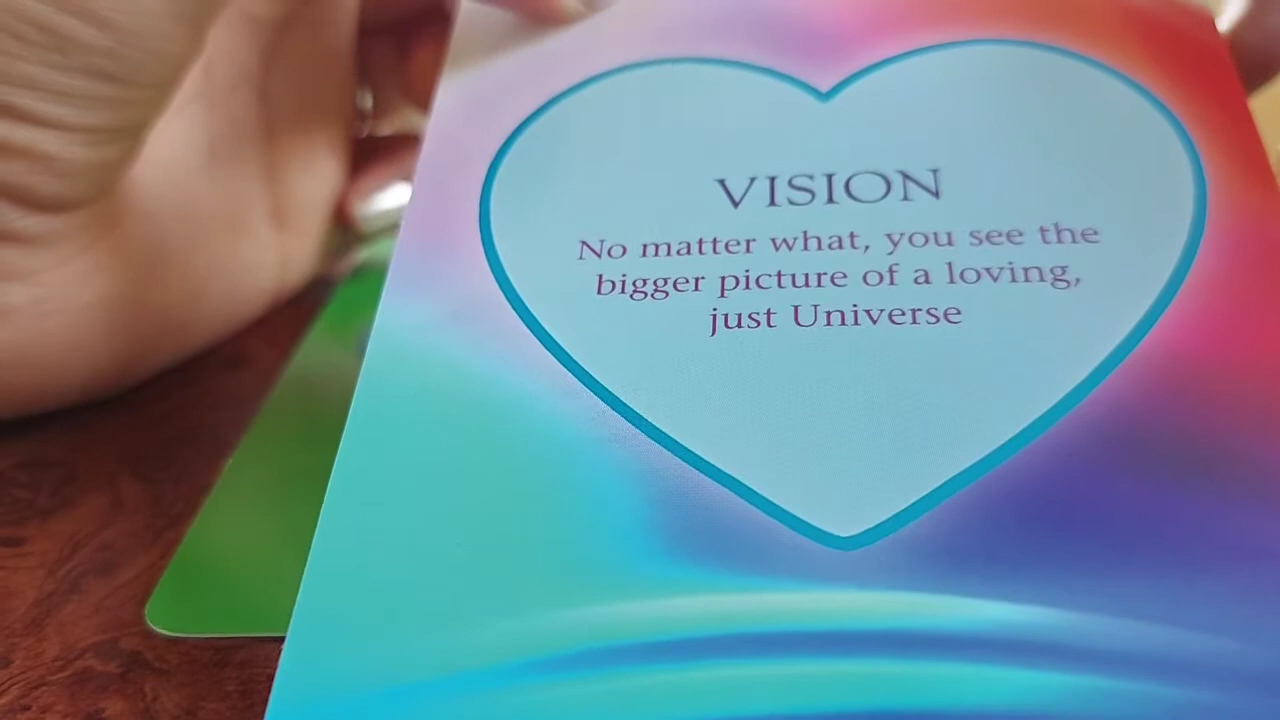 VISION
No matter what, you see the
bigger picture of a loving,
just Universe